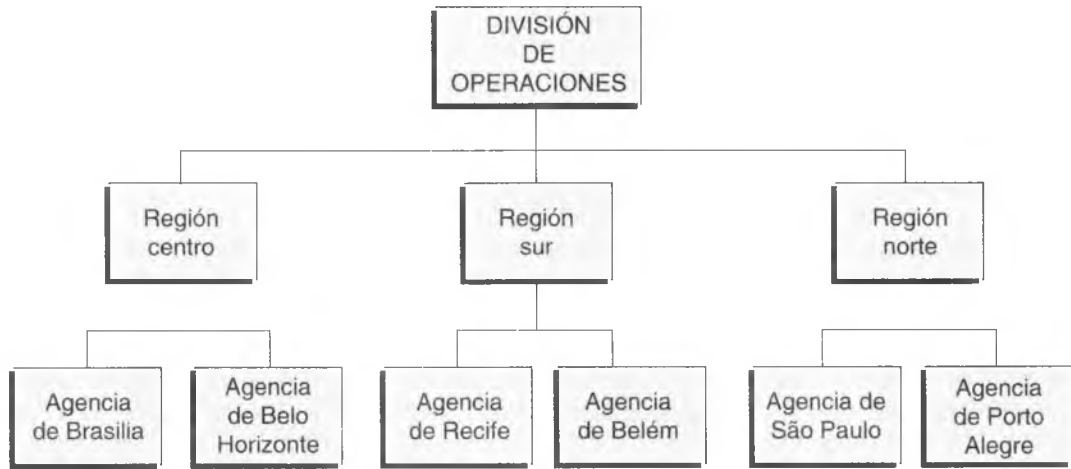 DIVISIÓN
DE
OPERACIONES
Región
centro
Región
sur
Región
norte
Agencia
de Brasilia
Agencia
de Belo
Horizonte
Agencia
de Recife
Agencia
de Belém
Agencia de
São Paulo
Agencia
de Porto
Alegre